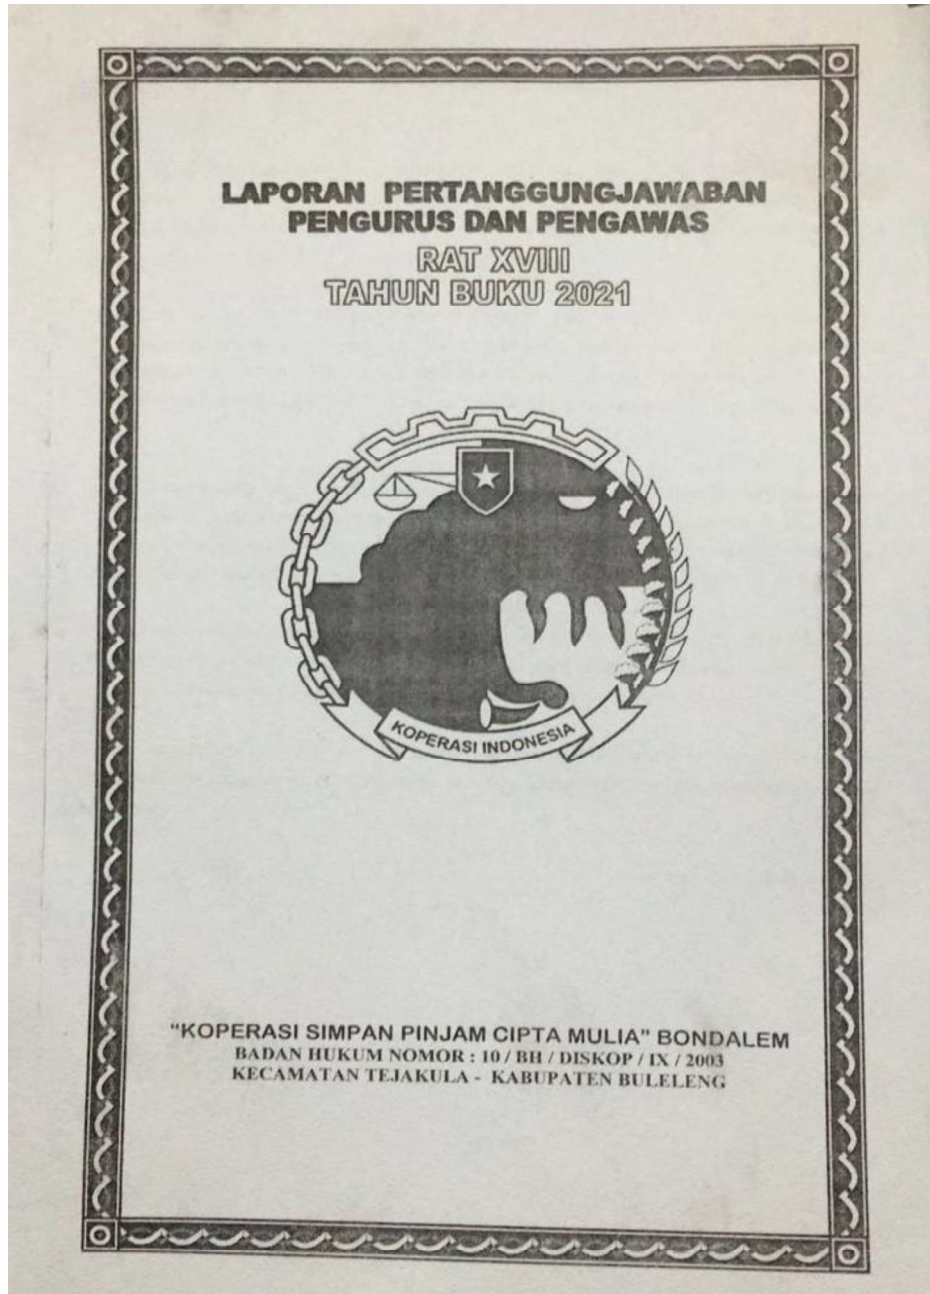 LAPORAN PERTANGGUNGJAWABAN
PENGURUS DAN PENGAWAS
RAT XVIII
TAHUN BUKU 2021
KOPERASI INDONESIA
"KOPERASI SIMPAN PINJAM CIPTA MULIA" BONDALEM
BADAN HUKUM NOMOR : 10 / BH / DISKOP / IX / 2003
KECAMATAN TEJAKULA - KABUPATEN BULELENG